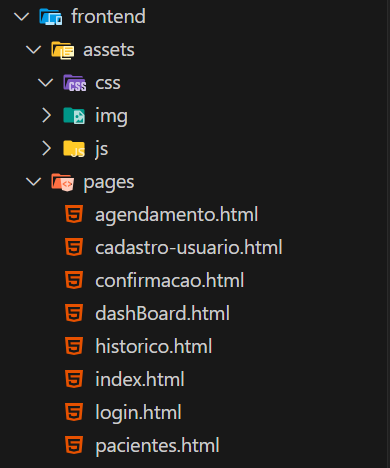 frontend
assets
css
img
js
pages
agendamento.html
cadastro-usuario.html
confirmacao.html
dashBoard.html
historico.html
index.html
login.html
pacientes.html